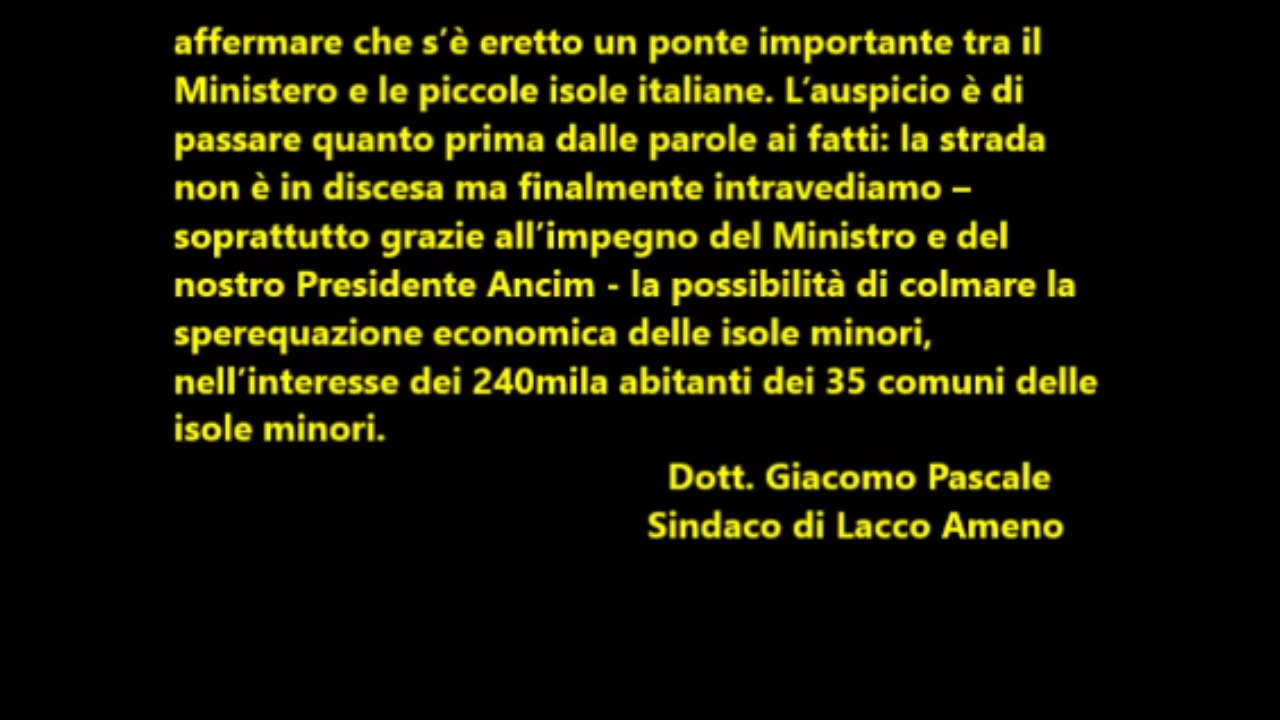 affermare che s’è eretto un ponte importante tra il
Ministero e le piccole isole italiane. L’auspicio è di
passare quanto prima dalle parole ai fatti: la strada
non è in discesa ma finalmente intravediamo –
soprattutto grazie all’impegno del Ministro e del
nostro Presidente Ancim - la possibilità di colmare la
sperequazione economica delle isole minori,
nell’interesse dei 240mila abitanti dei 35 comuni delle
isole minori.
Dott. Giacomo Pascale
Sindaco di Lacco Ameno